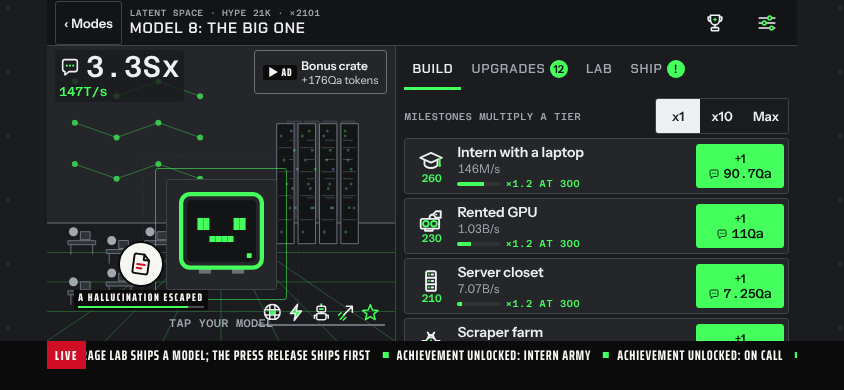 ‹ Modes
LATENT SPACE · HYPE 21K · ×2101
MODEL 8: THE BIG ONE
3.3Sx
147T/s
AD
Bonus crate
+176Qa tokens
A HALLUCINATION ESCAPED
TAP YOUR MODEL
BUILD
UPGRADES 12
LAB
SHIP !
MILESTONES MULTIPLY A TIER
x1
x10
Max
Intern with a laptop
260
146M/s
×1.2 AT 300
+1
90.7Qa
Rented GPU
230
1.03B/s
×1.2 AT 300
+1
11Qa
Server closet
210
7.07B/s
×1.2 AT 300
+1
7.25Qa
Scraper farm
+1
LIVE
AGE LAB SHIPS A MODEL; THE PRESS RELEASE SHIPS FIRST ACHIEVEMENT UNLOCKED: INTERN ARMY ACHIEVEMENT UNLOCKED: ON CALL